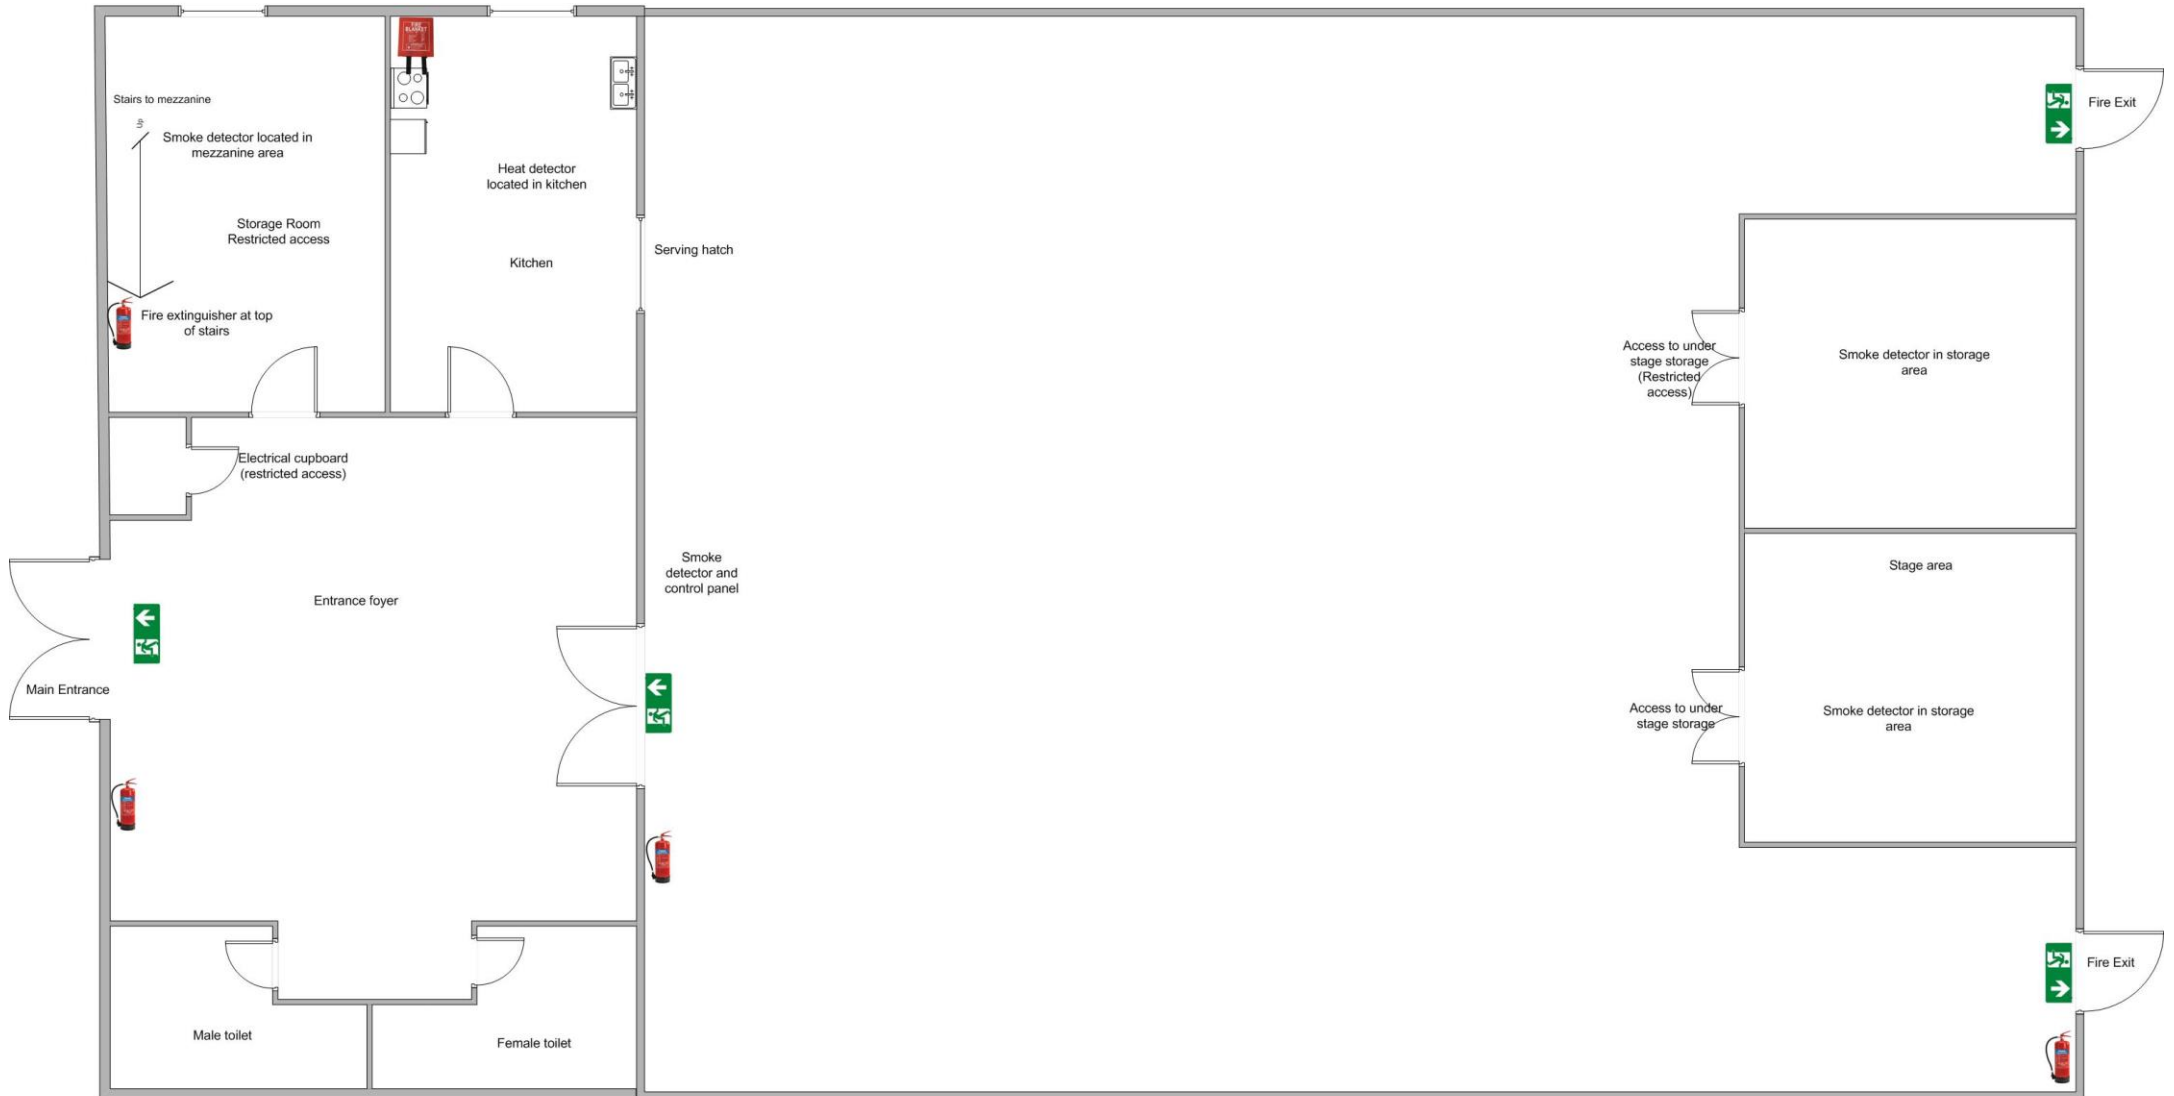 FIRE
BLANKET
Stairs to mezzanine
Up
Smoke detector located in
mezzanine area
Storage Room
Restricted access
Fire extinguisher at top
of stairs
Heat detector
located in kitchen
Kitchen
Serving hatch
Fire Exit
Access to under
stage storage
(Restricted
access)
Smoke detector in storage
area
Electrical cupboard
(restricted access)
Entrance foyer
Main Entrance
Smoke
detector and
control panel
Stage area
Access to under
stage storage
Smoke detector in storage
area
Fire Exit
Male toilet
Female toilet